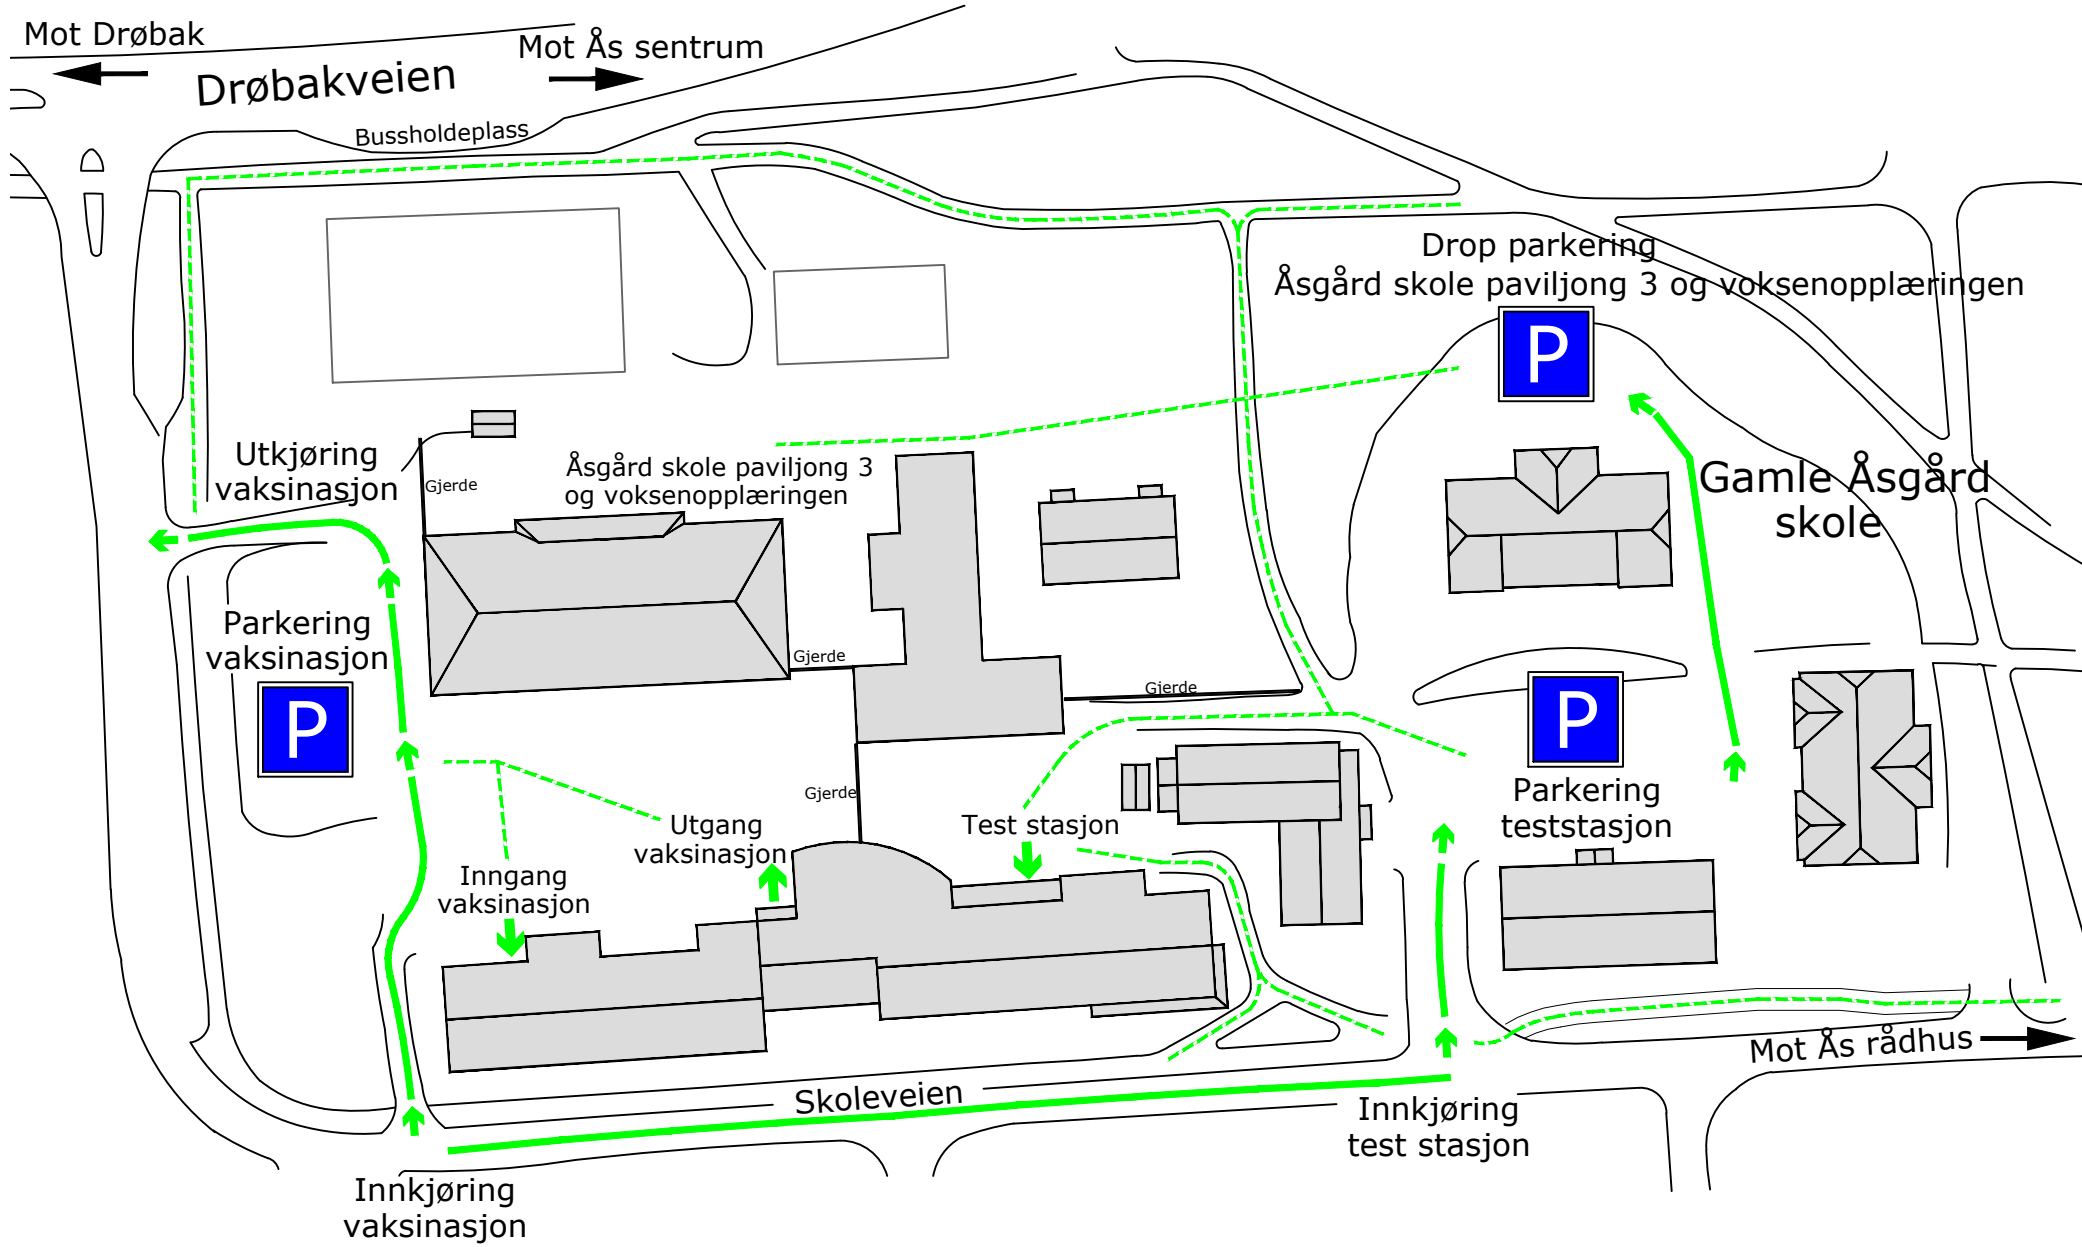 Mot Drøbak
Mot Ås sentrum
Drøbakveien
Bussholdeplass
Drop parkering
Åsgård skole paviljong 3 og voksenopplæringen
P
Utkjøring
vaksinasjon
Gjerde
Åsgård skole paviljong 3
og voksenopplæringen
Gamle Åsgård
skole
Parkering
vaksinasjon
P
Gjerde
Gjerde
P
Parkering
teststasjon
Gjerde
Utgang
vaksinasjon
Test stasjon
Inngang
vaksinasjon
Mot Ås rådhus
Skoleveien
Innkjøring
test stasjon
Innkjøring
vaksinasjon